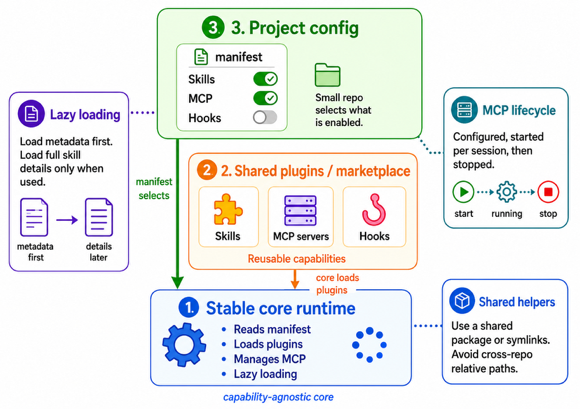 3. 3. Project config
manifest
Skills
MCP
Hooks
Small repo
selects what
is enabled.
Lazy loading
Load metadata first.
Load full skill
details only when
used.
metadata
first
details
later
MCP lifecycle
Configured, started
per session, then
stopped.
start
running
stop
manifest
selects
2 2. Shared plugins / marketplace
Skills
MCP servers
Hooks
Reusable capabilities
core loads
plugins
1. Stable core runtime
• Reads manifest
• Loads plugins
• Manages MCP
• Lazy loading
capability-agnostic core
Shared helpers
Use a shared
package or symlinks.
Avoid cross-repo
relative paths.